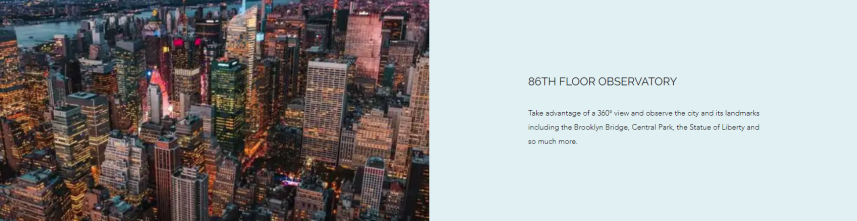 86TH FLOOR OBSERVATORY
Take advantage of a 360° view and observe the city and its landmarks
including the Brooklyn Bridge, Central Park, the Statue of Liberty and
so much more.